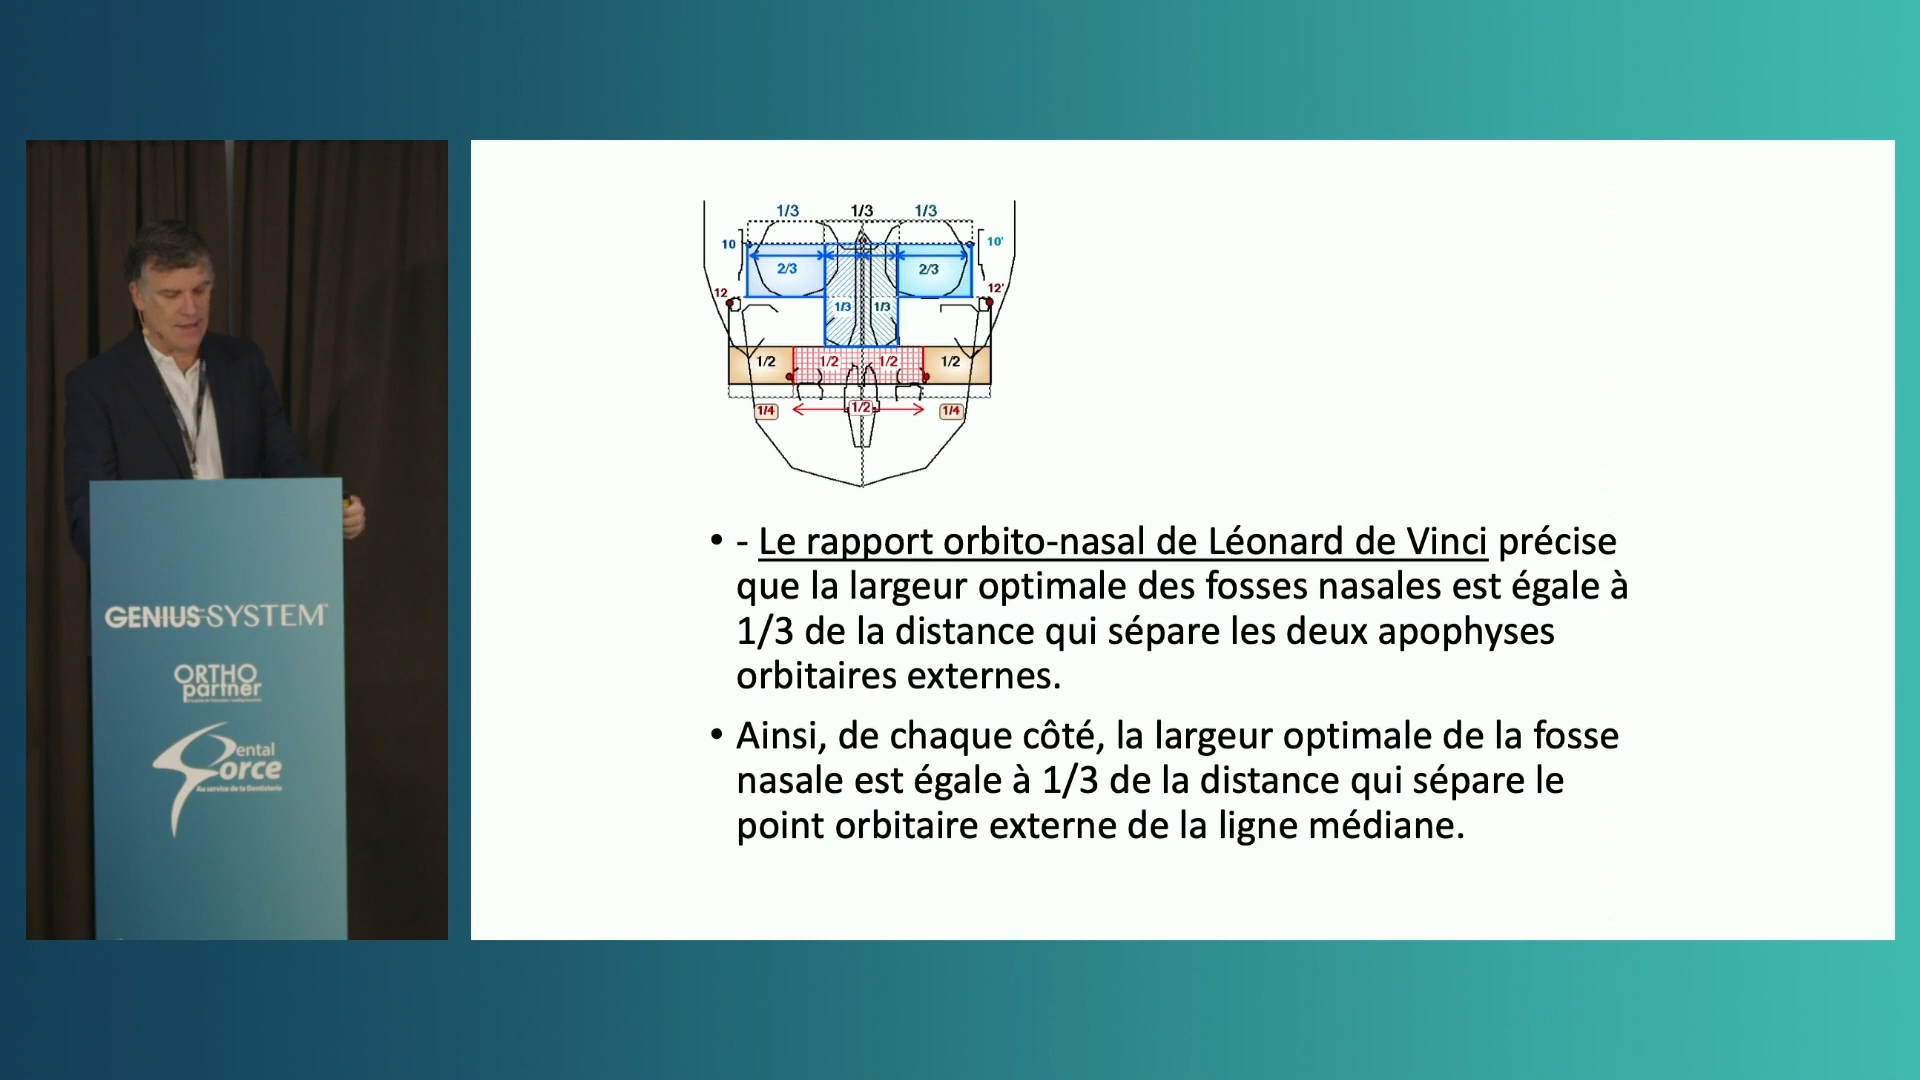 1/3 1/3 1/3
10 10'
2/3 2/3
12 12'
1/3 1/3
1/2 1/2 1/2 1/2
1/4 1/2 1/4
• - Le rapport orbito-nasal de Léonard de Vinci précise
que la largeur optimale des fosses nasales est égale à
1/3 de la distance qui sépare les deux apophyses
orbitaires externes.
• Ainsi, de chaque côté, la largeur optimale de la fosse
nasale est égale à 1/3 de la distance qui sépare le
point orbitaire externe de la ligne médiane.
GENIUS SYSTEM
ORTHO
partner
Dental
Force
Au service de la Dentisterie